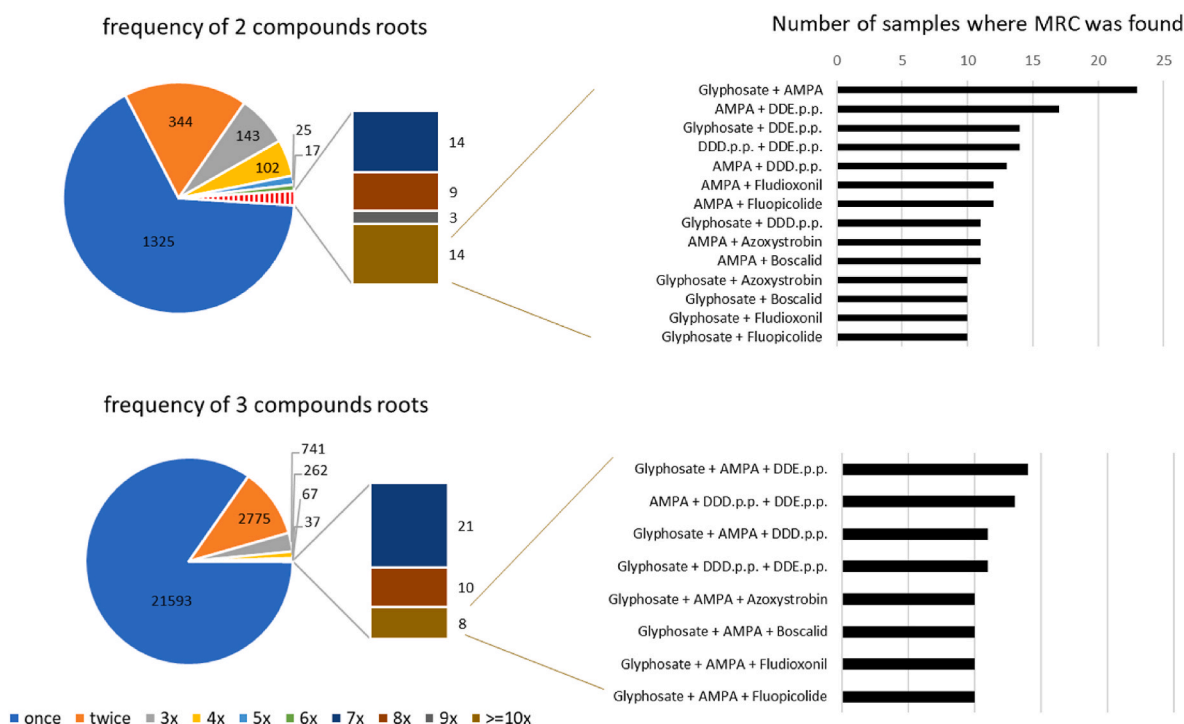 frequency of 2 compounds roots
1325
344
143
102
25
17
14
9
3
14
Number of samples where MRC was found
0 5 10 15 20 25
Glyphosate + AMPA
AMPA + DDE.p.p.
Glyphosate + DDE.p.p.
DDD.p.p. + DDE.p.p.
AMPA + DDD.p.p.
AMPA + Fludioxonil
AMPA + Fluopicolide
Glyphosate + DDD.p.p.
AMPA + Azoxystrobin
AMPA + Boscalid
Glyphosate + Azoxystrobin
Glyphosate + Boscalid
Glyphosate + Fludioxonil
Glyphosate + Fluopicolide
frequency of 3 compounds roots
21593
2775
741
262
67
37
21
10
8
Glyphosate + AMPA + DDE.p.p.
AMPA + DDD.p.p. + DDE.p.p.
Glyphosate + AMPA + DDD.p.p.
Glyphosate + DDD.p.p. + DDE.p.p.
Glyphosate + AMPA + Azoxystrobin
Glyphosate + AMPA + Boscalid
Glyphosate + AMPA + Fludioxonil
Glyphosate + AMPA + Fluopicolide
once twice 3x 4x 5x 6x 7x 8x 9x >=10x